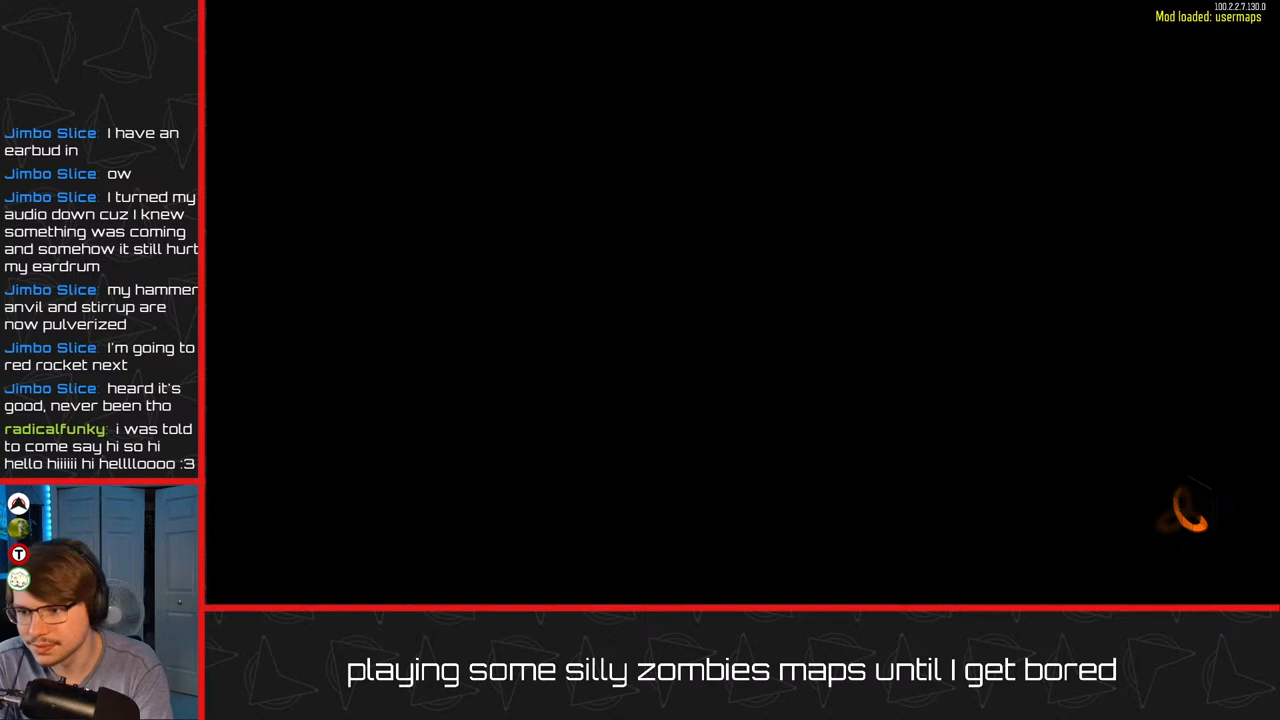 100.2.2.7.130.0
Mod loaded: usermaps
Jimbo Slice: I have an
earbud in
Jimbo Slice: ow
Jimbo Slice: I turned my
audio down cuz I knew
something was coming
and somehow it still hurt
my eardrum
Jimbo Slice: my hammer
anvil and stirrup are
now pulverized
Jimbo Slice: I'm going to
red rocket next
Jimbo Slice: heard it's
good, never been tho
radicalfunky: i was told
to come say hi so hi
hello hiiiiii hi helllloooo :3
T
playing some silly zombies maps until I get bored